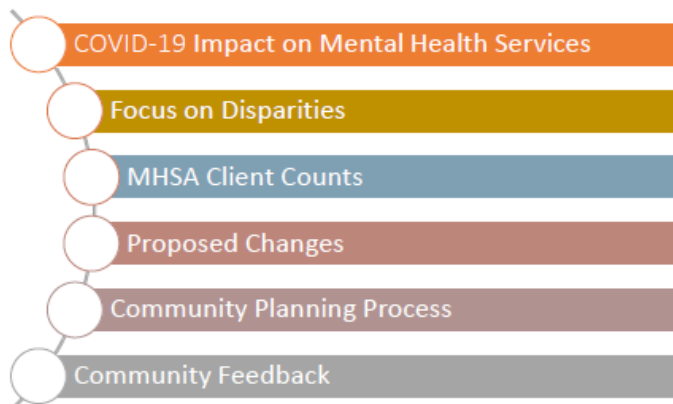 COVID-19 Impact on Mental Health Services
Focus on Disparities
MHSA Client Counts
Proposed Changes
Community Planning Process
Community Feedback